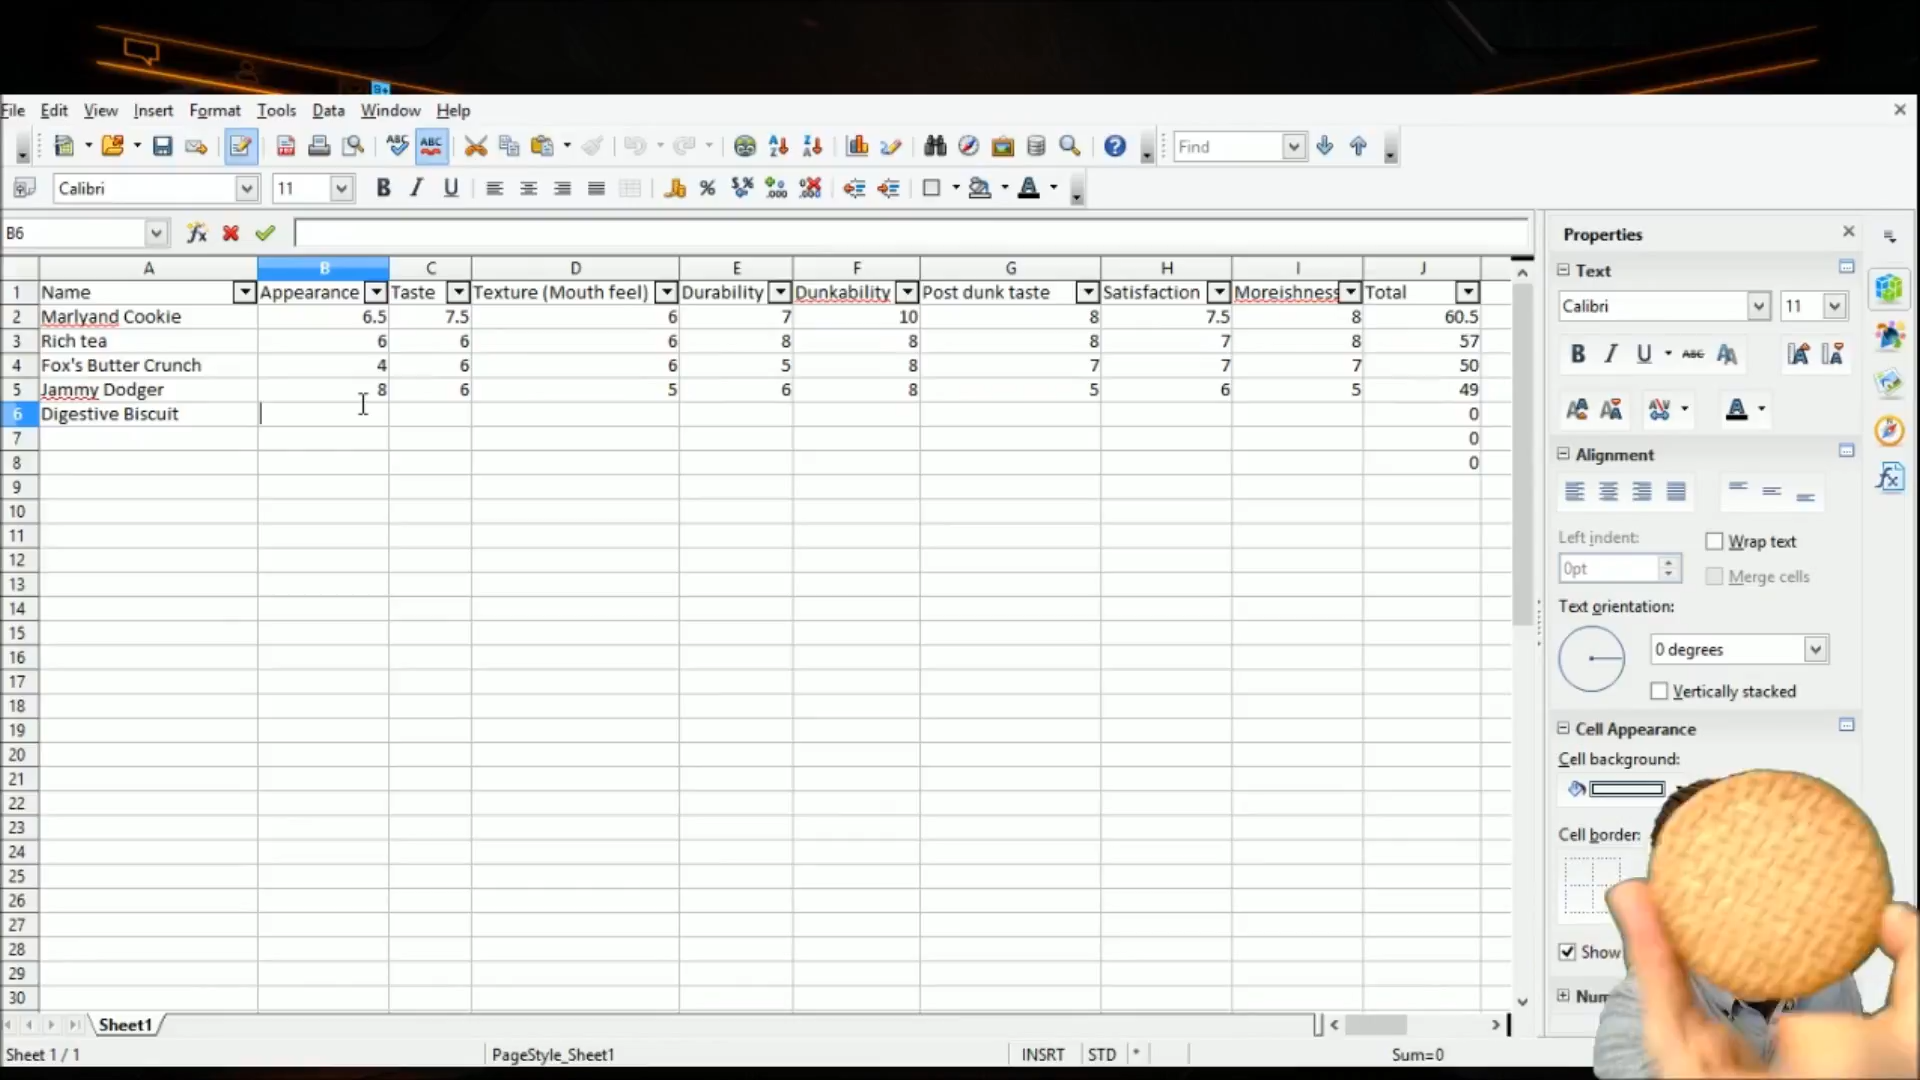 File Edit View Insert Format Tools Data Window Help
ABC ABC Find
Calibri 11 B I U
B6
A B C D E F G H I J
1 Name Appearance Taste Texture (Mouth feel) Durability Dunkability Post dunk taste Satisfaction Moreishness Total
2 Marlyand Cookie 6.5 7.5 6 7 10 8 7.5 8 60.5
3 Rich tea 6 6 6 8 8 8 7 8 57
4 Fox's Butter Crunch 4 6 6 5 8 7 7 7 50
5 Jammy Dodger 8 6 5 6 8 5 6 5 49
6 Digestive Biscuit 0
7 0
8 0
9
10
11
12
13
14
15
16
17
18
19
20
21
22
23
24
25
26
27
28
29
30
Sheet1
Sheet 1 / 1 PageStyle_Sheet1 INSRT STD * Sum=0
Properties
Text
Calibri 11
B I U ABC
Alignment
Left indent:
Wrap text
0pt
Merge cells
Text orientation:
0 degrees
Vertically stacked
Cell Appearance
Cell background:
Cell border:
Show